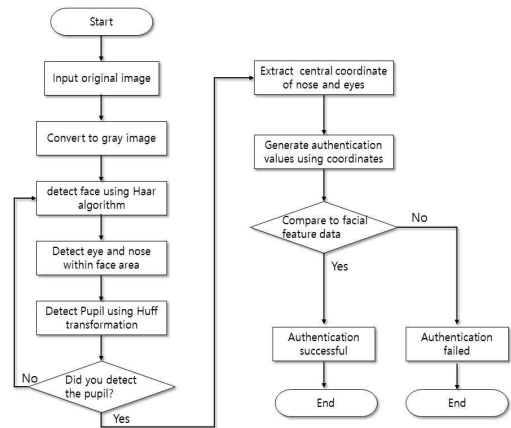 Start
Input original image
Convert to gray image
detect face using Haar
algorithm
Detect eye and nose
within face area
Detect Pupil using Huff
transformation
Did you detect
the pupil?
No
Yes
Extract central coordinate
of nose and eyes
Generate authentication
values using coordinates
Compare to facial
feature data
No
Yes
Authentication
successful
Authentication
failed
End
End